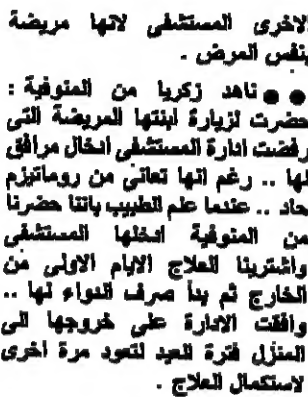 الاخرى المستشفى لانها مريضة
بنفس المرض .
●● ناهد زكريا من المنوفية :
حضرت لزيارة ابنتها المريضة التى
رفضت ادارة المستشفى ادخال مرافق
لها .. رغم انها تعانى من روماتيزم
حاد .. عندما علم الطبيب باننا حضرنا
من المنوفية ادخلها المستشفى
واشترينا العلاج الايام الاولى من
الخارج ثم بدأ صرف الدواء لها ..
وافقت الادارة على خروجها الى
المنزل فترة العيد لتعود مرة اخرى
لاستكمال العلاج .